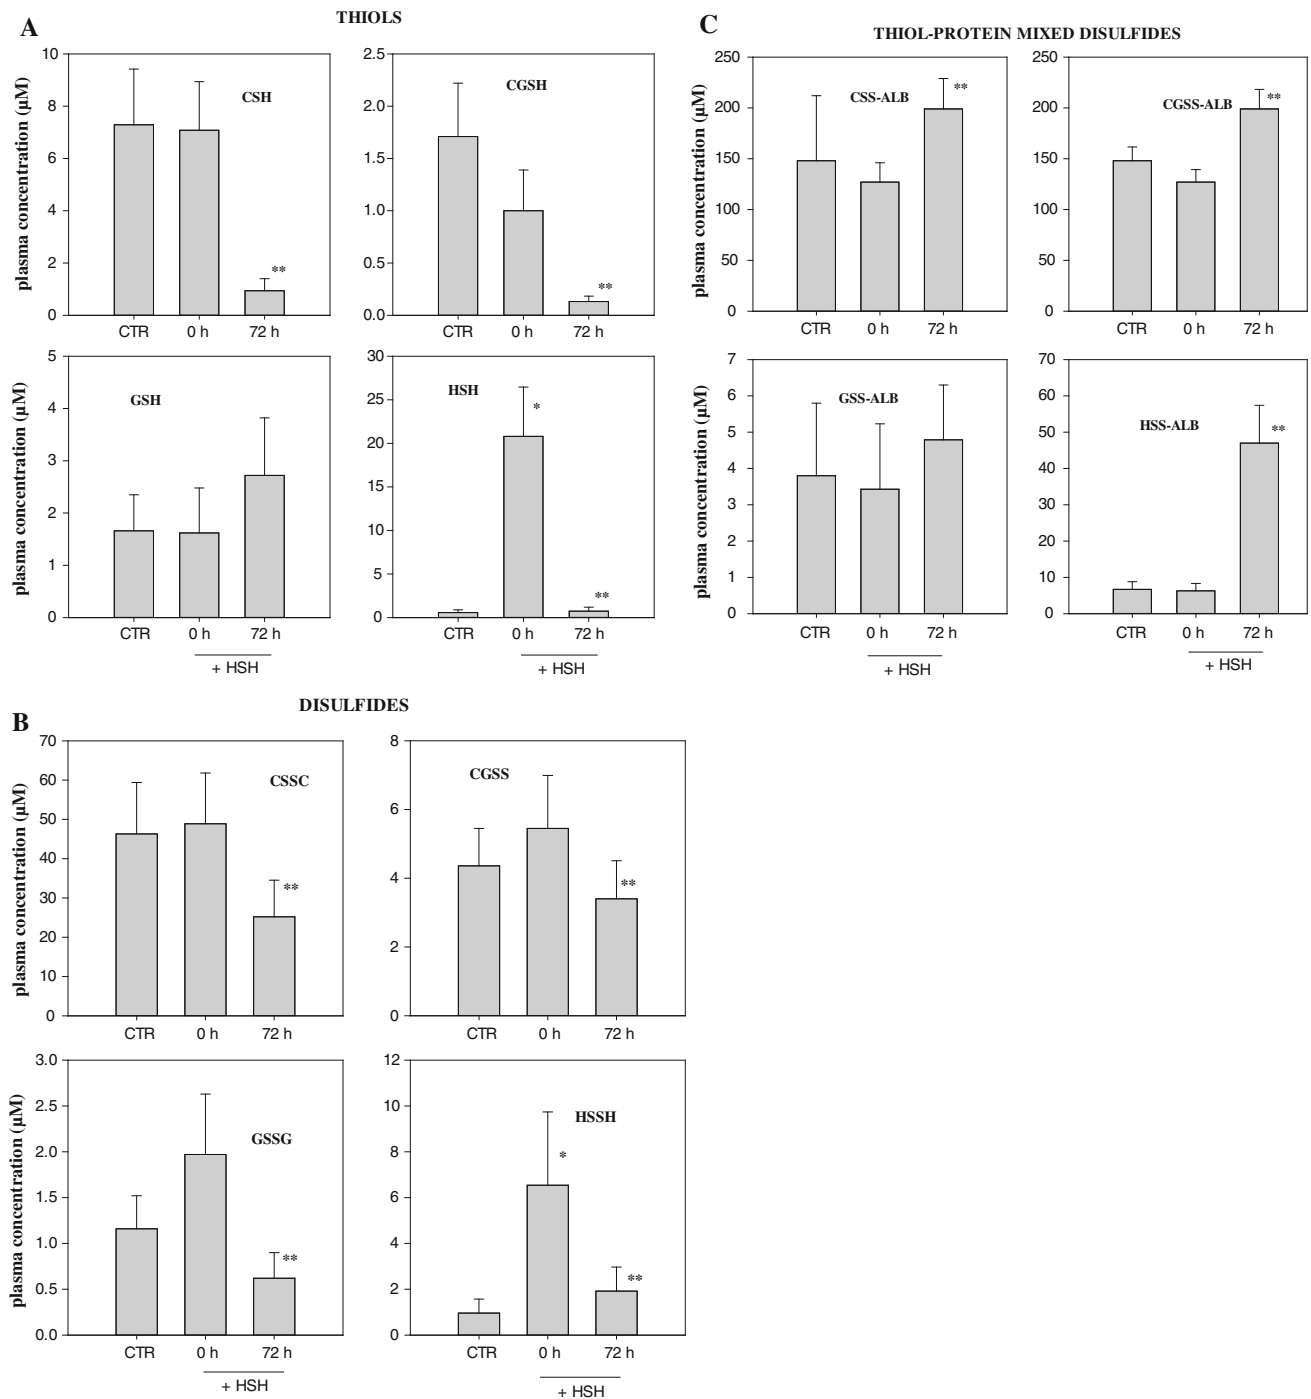 A
THIOLS
plasma concentration (µM)
10
8
6
4
2
0
CSH
**
CTR
0 h
72 h
2.5
2.0
1.5
1.0
0.5
0.0
CGSH
**
CTR
0 h
72 h
plasma concentration (µM)
5
4
3
2
1
0
GSH
CTR
0 h
72 h
+ HSH
30
25
20
15
10
5
0
HSH
*
**
CTR
0 h
72 h
+ HSH
B
DISULFIDES
plasma concentration (µM)
70
60
50
40
30
20
10
0
CSSC
**
CTR
0 h
72 h
8
6
4
2
0
CGSS
**
CTR
0 h
72 h
plasma concentration (µM)
3.0
2.5
2.0
1.5
1.0
0.5
0.0
GSSG
**
CTR
0 h
72 h
+ HSH
12
10
8
6
4
2
0
HSSH
*
**
CTR
0 h
72 h
+ HSH
C
THIOL-PROTEIN MIXED DISULFIDES
plasma concentration (µM)
250
200
150
100
50
0
CSS-ALB
**
CTR
0 h
72 h
250
200
150
100
50
0
CGSS-ALB
**
CTR
0 h
72 h
plasma concentration (µM)
7
6
5
4
3
2
1
0
GSS-ALB
CTR
0 h
72 h
+ HSH
70
60
50
40
30
20
10
0
HSS-ALB
**
CTR
0 h
72 h
+ HSH